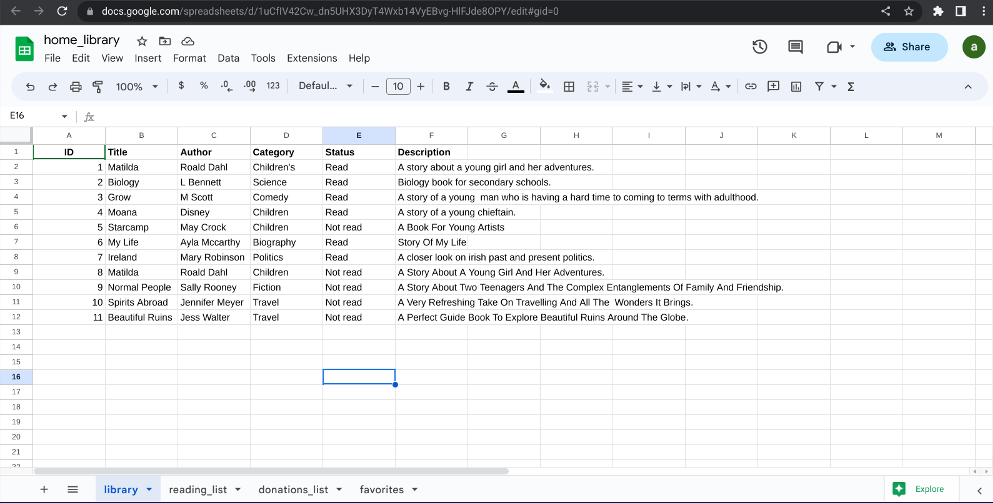 docs.google.com/spreadsheets/d/1uCflV42Cw_dn5UHX3DyT4Wxb14VyEBvg-HlFJde8OPY/edit#gid=0
home_library
File Edit View Insert Format Data Tools Extensions Help
Share
a
100% $ % .0 .00 123 Defaul... 10 B I A
E16
A B C D E F G H I J K L M
1 ID Title Author Category Status Description
2 1 Matilda Roald Dahl Children's Read A story about a young girl and her adventures.
3 2 Biology L Bennett Science Read Biology book for secondary schools.
4 3 Grow M Scott Comedy Read A story of a young man who is having a hard time to coming to terms with adulthood.
5 4 Moana Disney Children Read A story of a young chieftain.
6 5 Starcamp May Crock Children Not read A Book For Young Artists
7 6 My Life Ayla Mccarthy Biography Read Story Of My Life
8 7 Ireland Mary Robinson Politics Read A closer look on irish past and present politics.
9 8 Matilda Roald Dahl Children Not read A Story About A Young Girl And Her Adventures.
10 9 Normal People Sally Rooney Fiction Not read A Story About Two Teenagers And The Complex Entanglements Of Family And Friendship.
11 10 Spirits Abroad Jennifer Meyer Travel Not read A Very Refreshing Take On Travelling And All The Wonders It Brings.
12 11 Beautiful Ruins Jess Walter Travel Not read A Perfect Guide Book To Explore Beautiful Ruins Around The Globe.
13
14
15
16
17
18
19
20
21
22
library reading_list donations_list favorites Explore